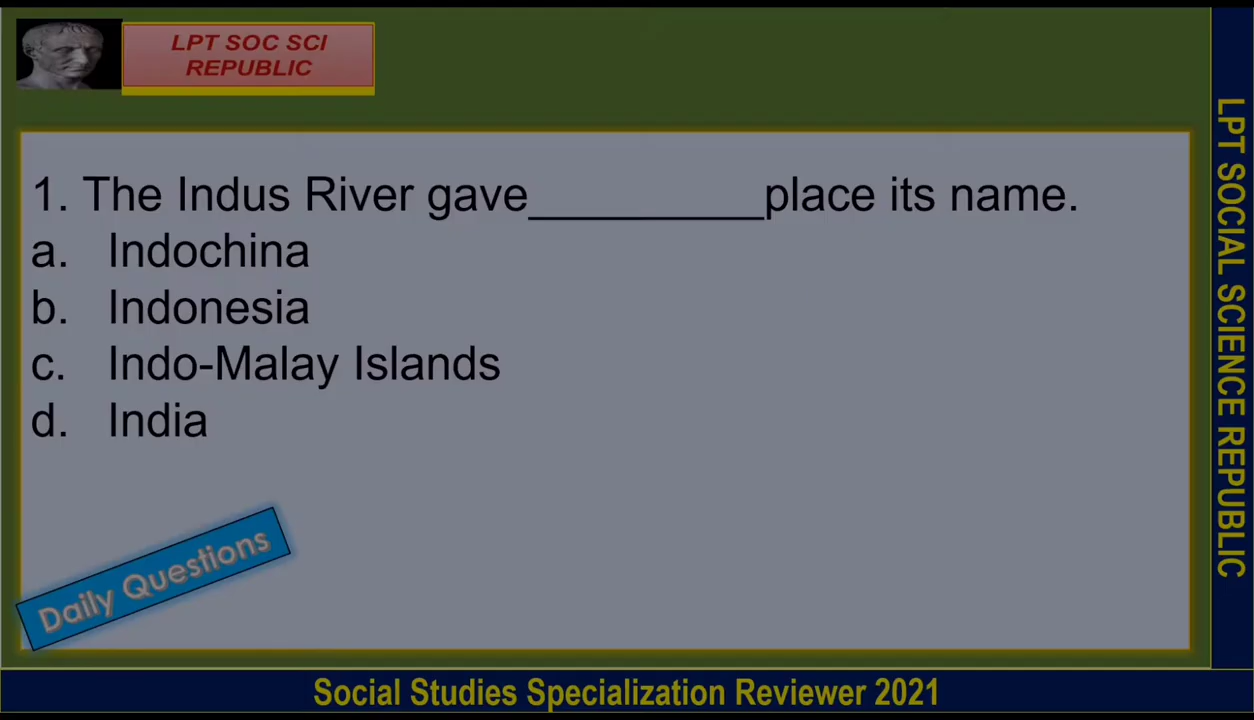 LPT SOC SCI
REPUBLIC
1. The Indus River gave_________place its name.
a. Indochina
b. Indonesia
c. Indo-Malay Islands
d. India
Daily Questions
Social Studies Specialization Reviewer 2021
LPT SOCIAL SCIENCE REPUBLIC